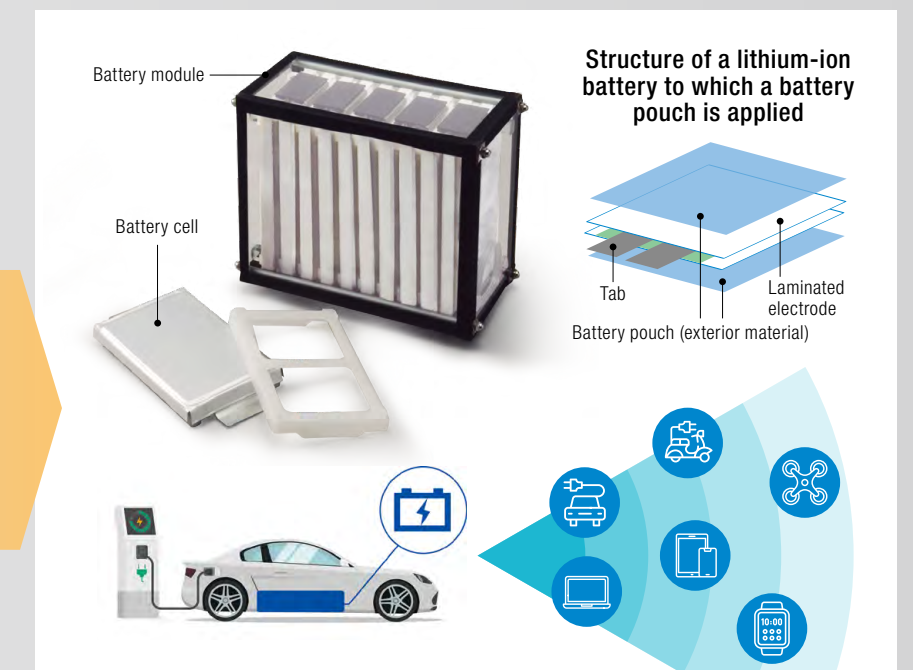 Battery module
Structure of a lithium-ion
battery to which a battery
pouch is applied
Battery cell
Tab
Laminated
electrode
Battery pouch (exterior material)
10:00